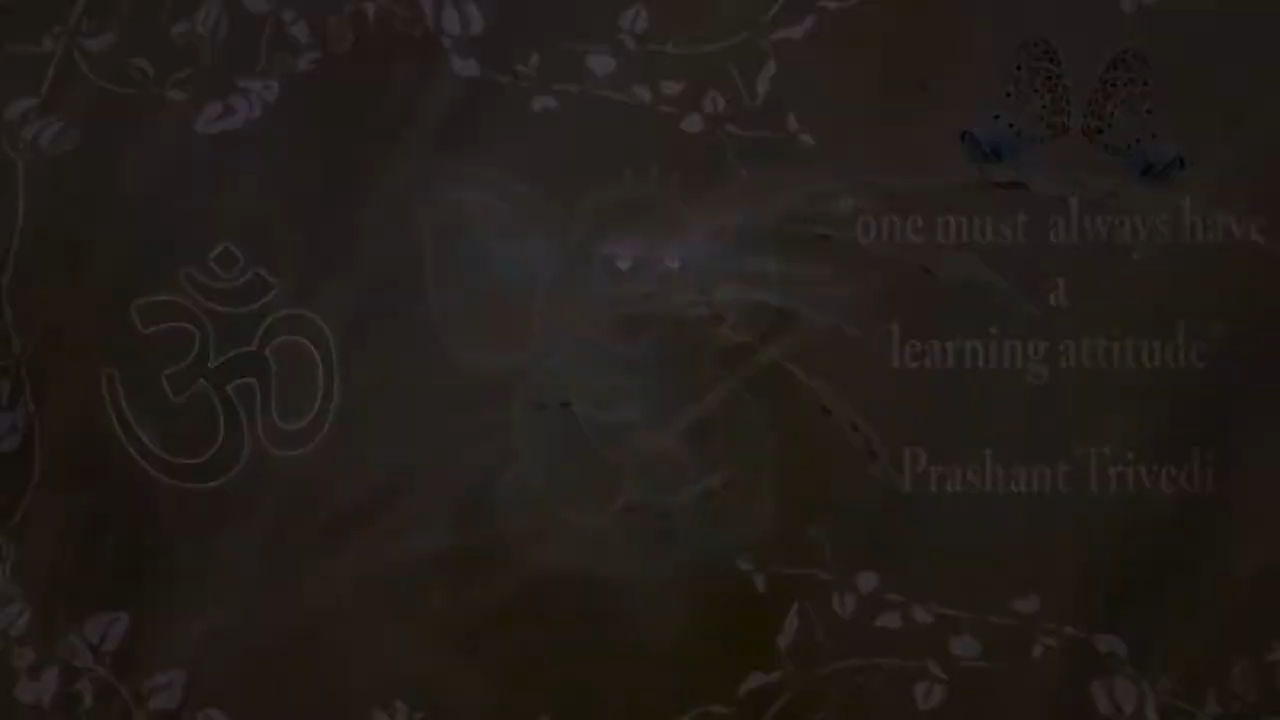 ॐ
"one must always have
a
learning attitude"
Prashant Trivedi